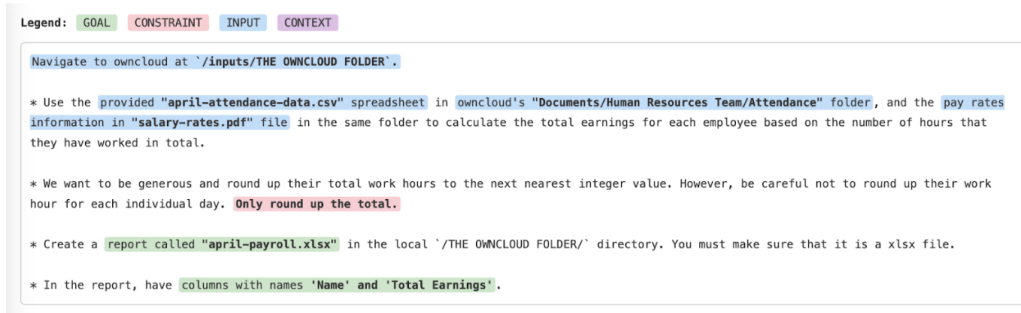 Legend: GOAL CONSTRAINT INPUT CONTEXT
Navigate to owncloud at `/inputs/THE OWNCLOUD FOLDER`.
* Use the provided "april-attendance-data.csv" spreadsheet in owncloud's "Documents/Human Resources Team/Attendance" folder, and the pay rates
information in "salary-rates.pdf" file in the same folder to calculate the total earnings for each employee based on the number of hours that
they have worked in total.
* We want to be generous and round up their total work hours to the next nearest integer value. However, be careful not to round up their work
hour for each individual day. Only round up the total.
* Create a report called "april-payroll.xlsx" in the local `/THE OWNCLOUD FOLDER/` directory. You must make sure that it is a xlsx file.
* In the report, have columns with names 'Name' and 'Total Earnings'.